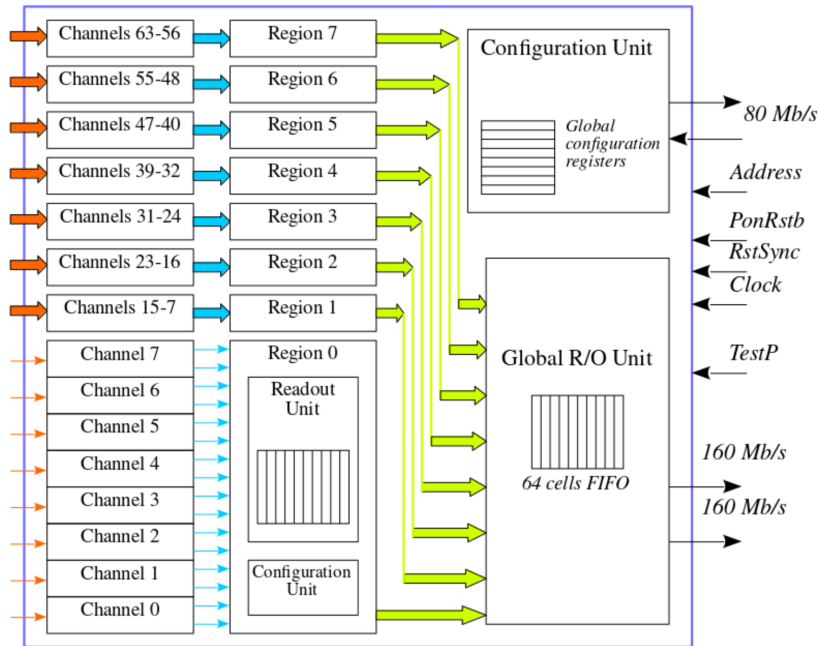 Channels 63-56
Region 7
Channels 55-48
Region 6
Channels 47-40
Region 5
Channels 39-32
Region 4
Channels 31-24
Region 3
Channels 23-16
Region 2
Channels 15-7
Region 1
Channel 7
Channel 6
Channel 5
Channel 4
Channel 3
Channel 2
Channel 1
Channel 0
Region 0
Readout
Unit
Configuration
Unit
Configuration Unit
Global
configuration
registers
Global R/O Unit
64 cells FIFO
80 Mb/s
Address
PonRstb
RstSync
Clock
TestP
160 Mb/s
160 Mb/s